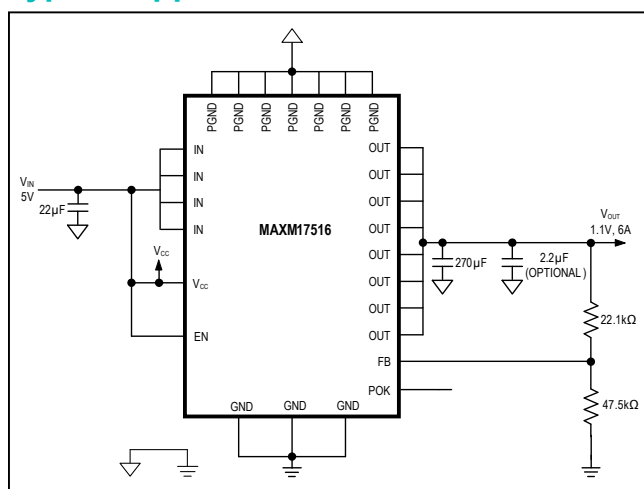 PGND
PGND
PGND
PGND
PGND
PGND
PGND
IN
IN
IN
IN
VIN
5V
22µF
VCC
VCC
EN
MAXM17516
OUT
OUT
OUT
OUT
OUT
OUT
OUT
OUT
VOUT
1.1V, 6A
270µF
2.2µF
(OPTIONAL)
22.1kΩ
FB
POK
47.5kΩ
GND
GND
GND